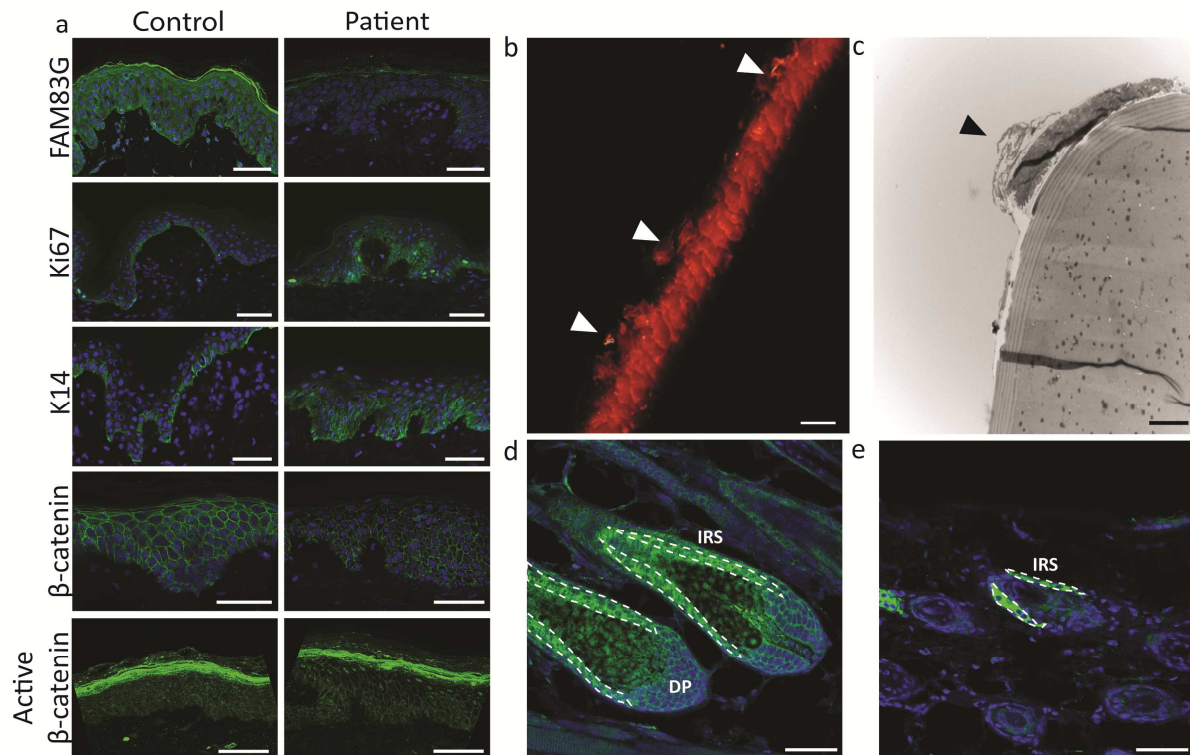 a
Control
Patient
b
c
FAM83G
Ki67
K14
β-catenin
Active
β-catenin
d
IRS
DP
e
IRS